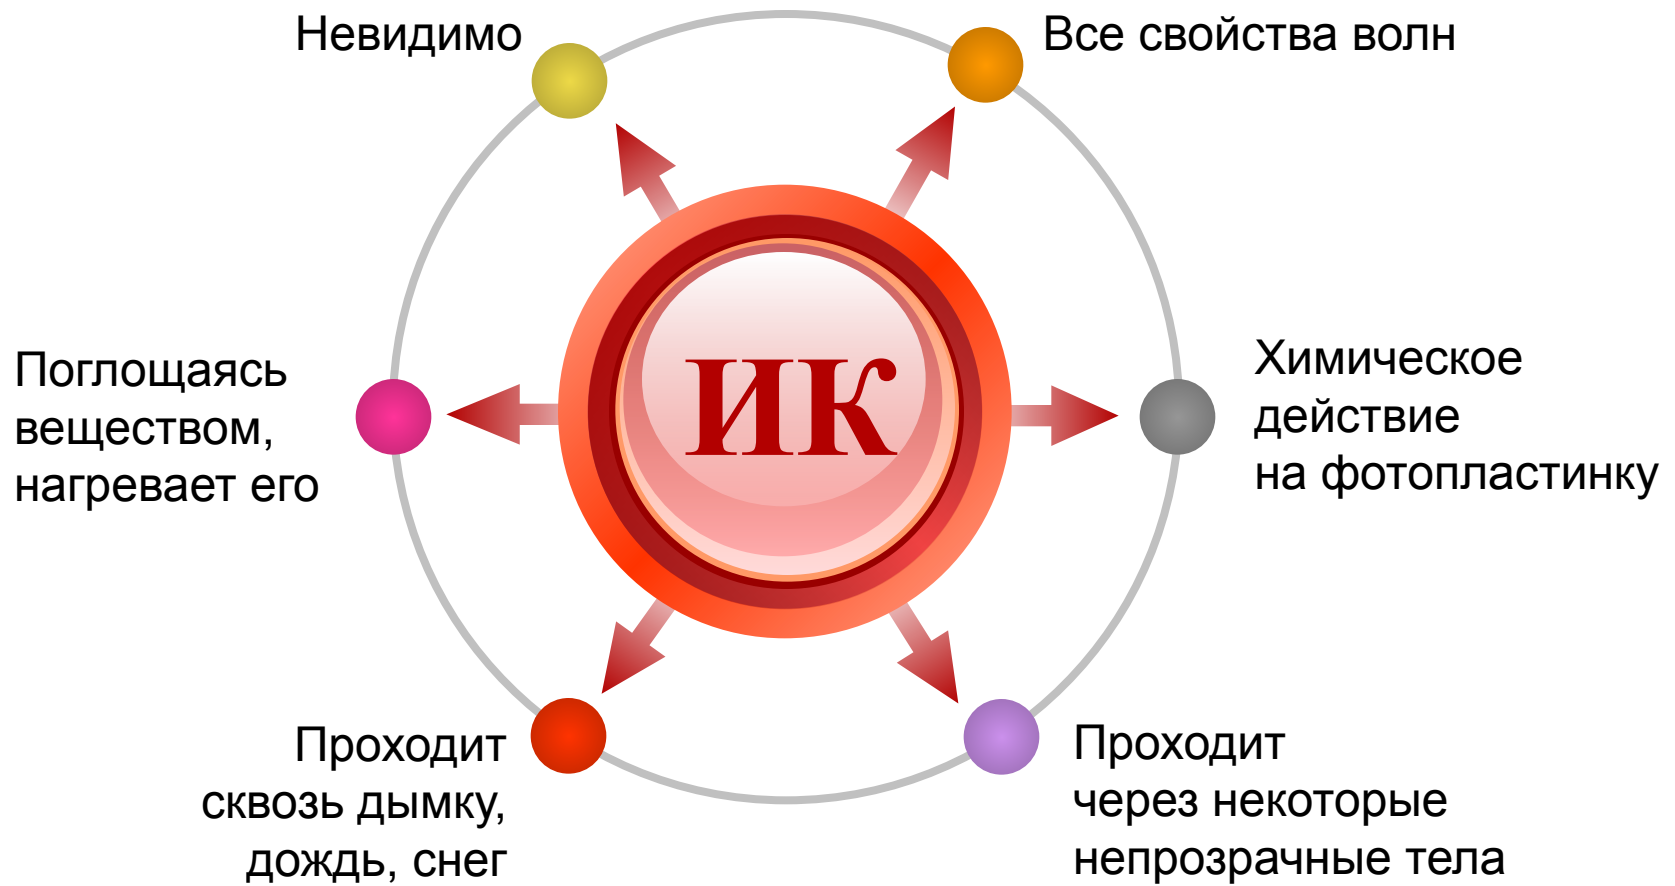 Невидимо
Все свойства волн
Поглощаясь
веществом,
нагревает его
ИК
Химическое
действие
на фотопластинку
Проходит
сквозь дымку,
дождь, снег
Проходит
через некоторые
непрозрачные тела